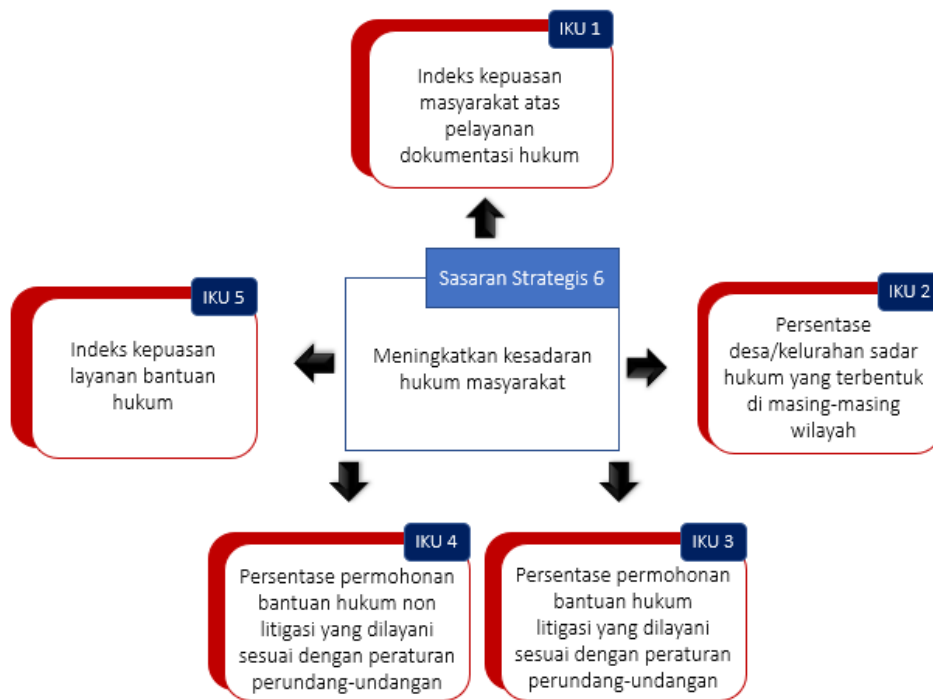 IKU 1
Indeks kepuasan
masyarakat atas
pelayanan
dokumentasi hukum
Sasaran Strategis 6
Meningkatkan kesadaran
hukum masyarakat
IKU 5
Indeks kepuasan
layanan bantuan
hukum
IKU 2
Persentase
desa/kelurahan sadar
hukum yang terbentuk
di masing-masing
wilayah
IKU 4
Persentase permohonan
bantuan hukum non
litigasi yang dilayani
sesuai dengan peraturan
perundang-undangan
IKU 3
Persentase permohonan
bantuan hukum
litigasi yang dilayani
sesuai dengan peraturan
perundang-undangan